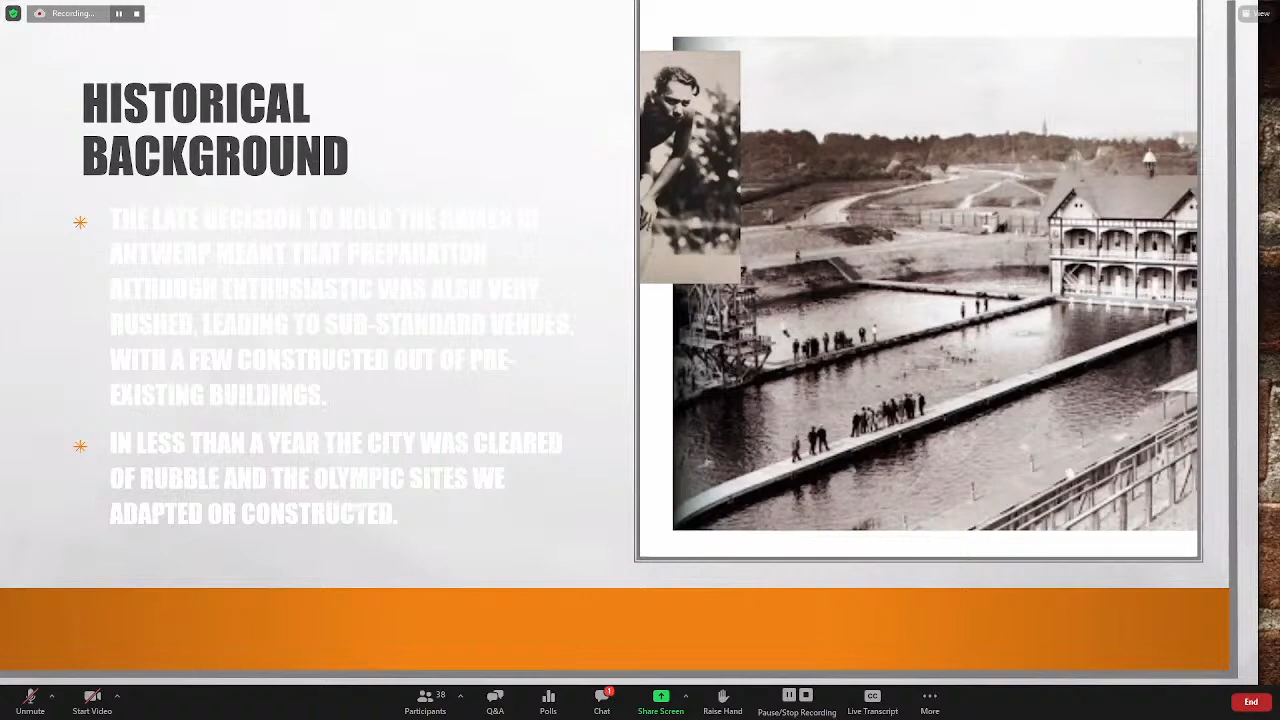 Recording...
View
HISTORICAL
BACKGROUND
THE LATE DECISION TO HOLD THE GAMES IN
ANTWERP MEANT THAT PREPARATION
ALTHOUGH ENTHUSIASTIC WAS ALSO VERY
RUSHED, LEADING TO SUB-STANDARD VENUES,
WITH A FEW CONSTRUCTED OUT OF PRE-
EXISTING BUILDINGS.
IN LESS THAN A YEAR THE CITY WAS CLEARED
OF RUBBLE AND THE OLYMPIC SITES WE
ADAPTED OR CONSTRUCTED.
Unmute
Start Video
38
Participants
Q&A
Polls
1
Chat
Share Screen
Raise Hand
Pause/Stop Recording
CC
Live Transcript
More
End